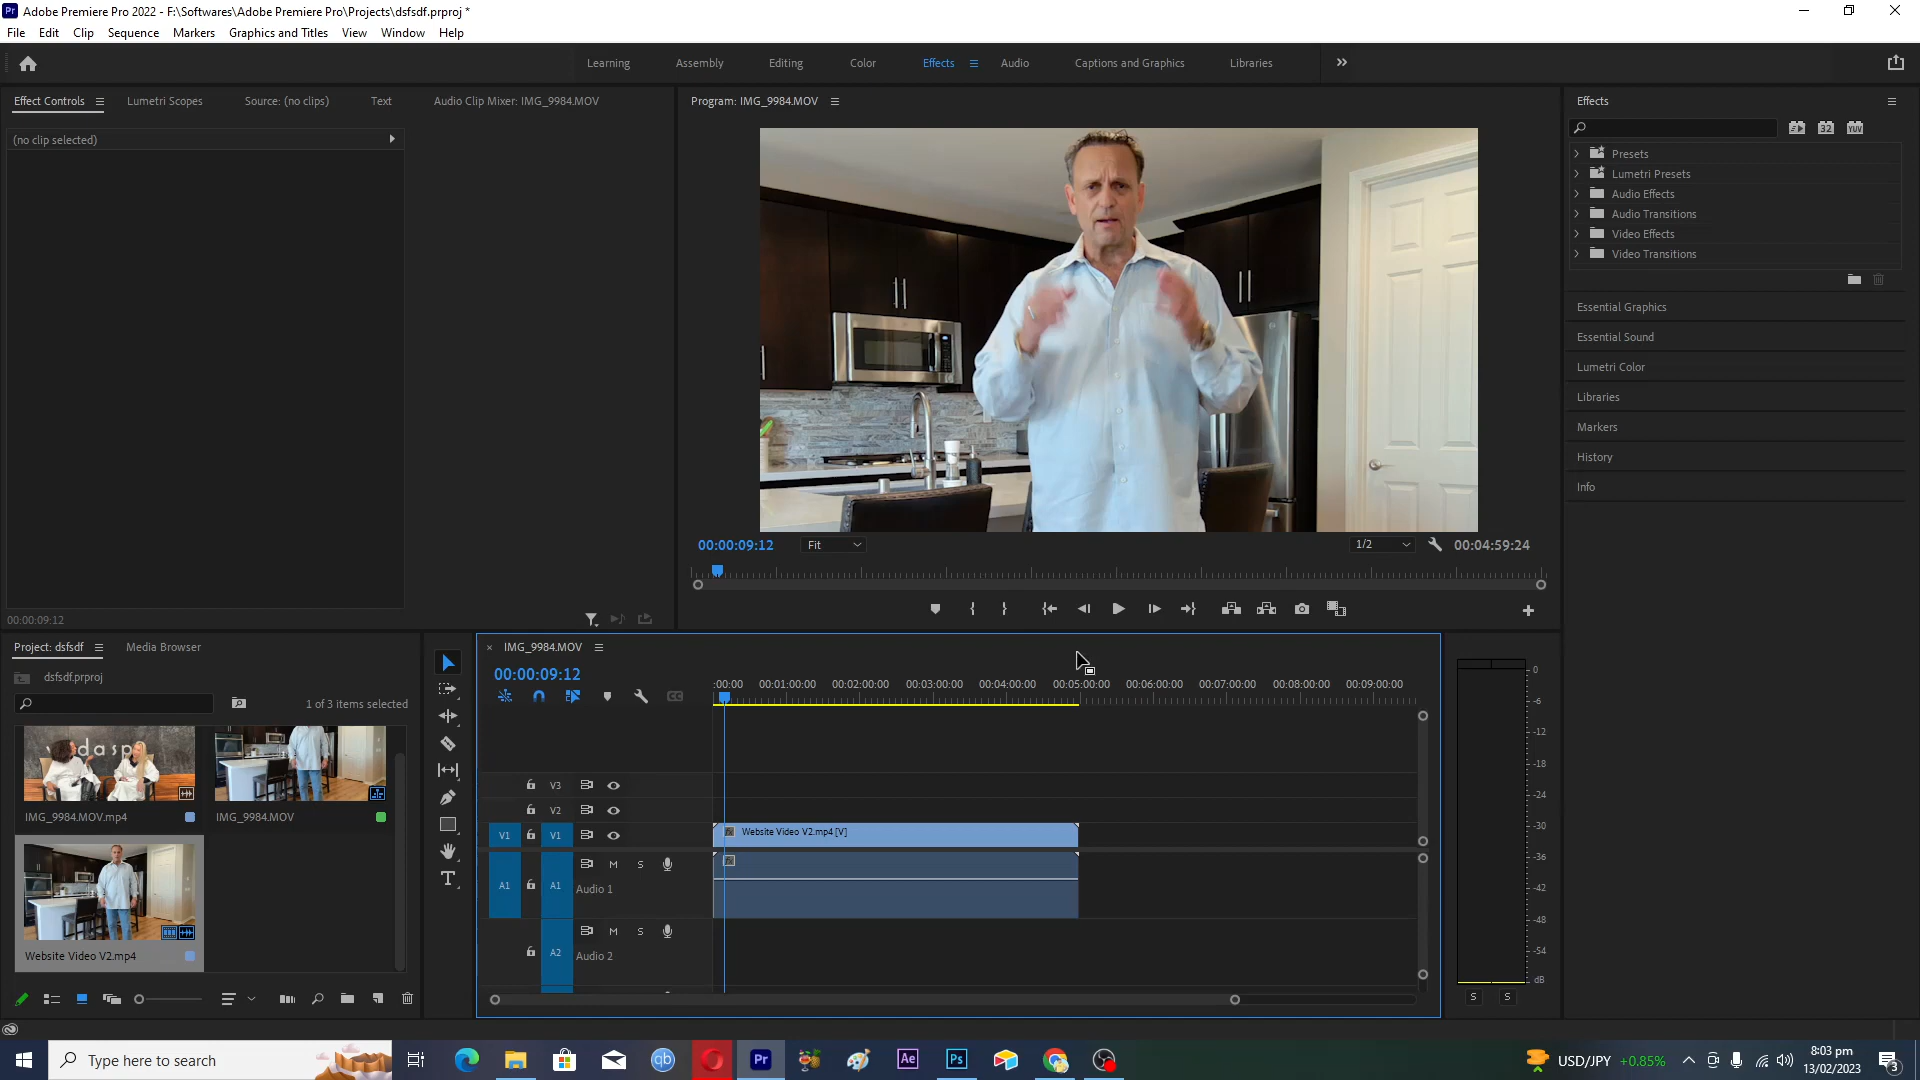 Adobe Premiere Pro 2022 - F:\Softwares\Adobe Premiere Pro\Projects\dsfsdf.prproj *
File Edit Clip Sequence Markers Graphics and Titles View Window Help
Learning Assembly Editing Color Effects Audio Captions and Graphics Libraries
Effect Controls Lumetri Scopes Source: (no clips) Text Audio Clip Mixer: IMG_9984.MOV
(no clip selected)
00:00:09:12
Program: IMG_9984.MOV
00:00:09:12 Fit 1/2 00:04:59:24
Effects
32 YUV
Presets
Lumetri Presets
Audio Effects
Audio Transitions
Video Effects
Video Transitions
Essential Graphics
Essential Sound
Lumetri Color
Libraries
Markers
History
Info
Project: dsfsdf Media Browser
dsfsdf.prproj
1 of 3 items selected
IMG_9984.MOV.mp4 IMG_9984.MOV
Website Video V2.mp4
× IMG_9984.MOV
00:00:09:12
:00:00 00:01:00:00 00:02:00:00 00:03:00:00 00:04:00:00 00:05:00:00 00:06:00:00 00:07:00:00 00:08:00:00 00:09:00:00
V3
V2
V1 V1 fx Website Video V2.mp4 [V]
M S
A1 A1 Audio 1
M S
A2 Audio 2
0
-6
-12
-18
-24
-30
-36
-42
-48
-54
dB
S S
Type here to search
qb Pr Ae Ps
USD/JPY +0.85%
8:03 pm
13/02/2023
3